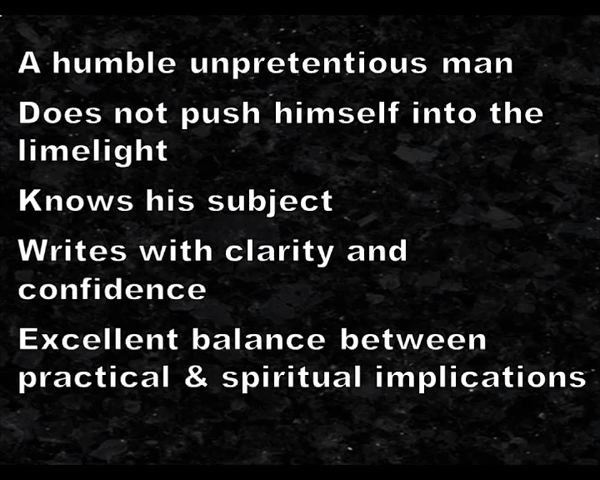 A humble unpretentious man
Does not push himself into the
limelight
Knows his subject
Writes with clarity and
confidence
Excellent balance between
practical & spiritual implications